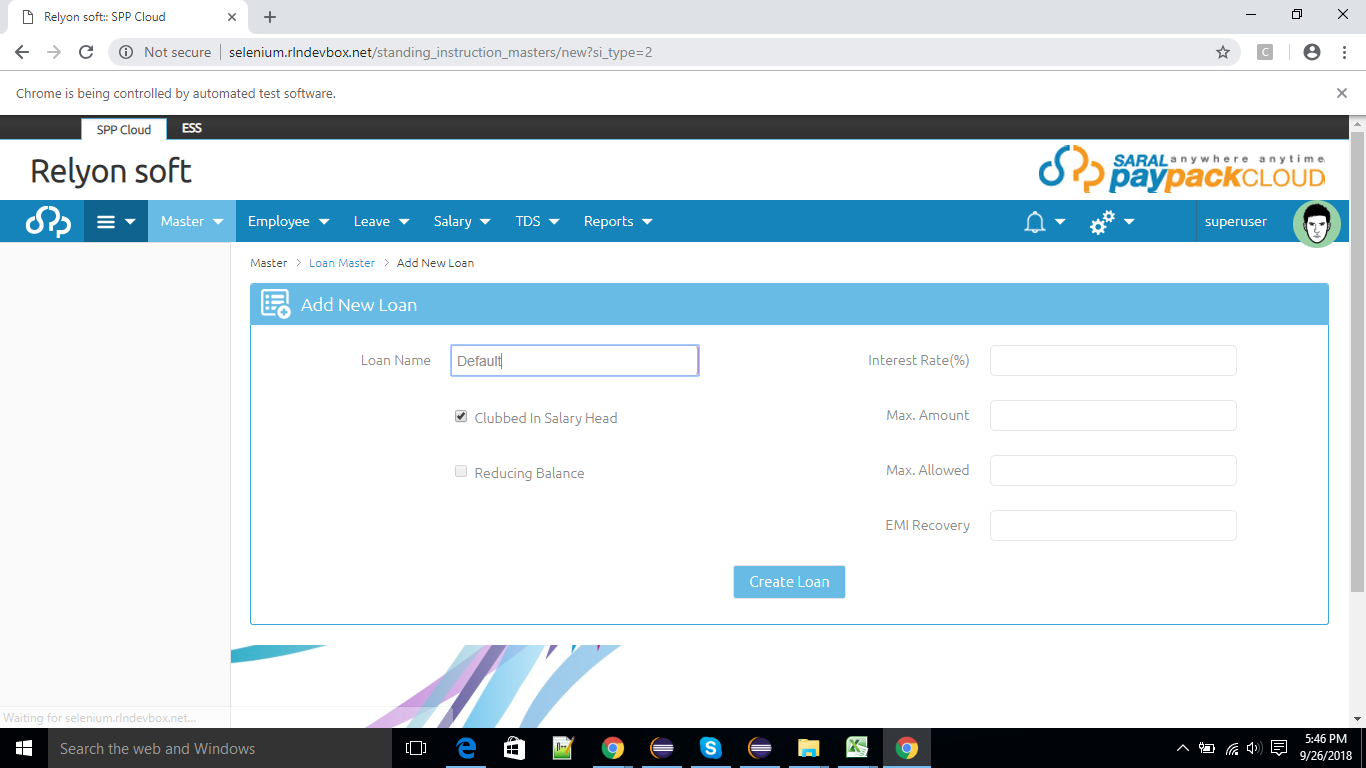 Relyon soft:: SPP Cloud
Not secure selenium.rlndevbox.net/standing_instruction_masters/new?si_type=2
C
Chrome is being controlled by automated test software.
SPP Cloud ESS
Relyon soft
SARAL anywhere anytime
paypackCLOUD
Master Employee Leave Salary TDS Reports superuser
Master > Loan Master > Add New Loan
Add New Loan
Loan Name Default Interest Rate(%)
Clubbed In Salary Head Max. Amount
Reducing Balance Max. Allowed
EMI Recovery
Create Loan
Waiting for selenium.rlndevbox.net...
Search the web and Windows
5:46 PM
9/26/2018